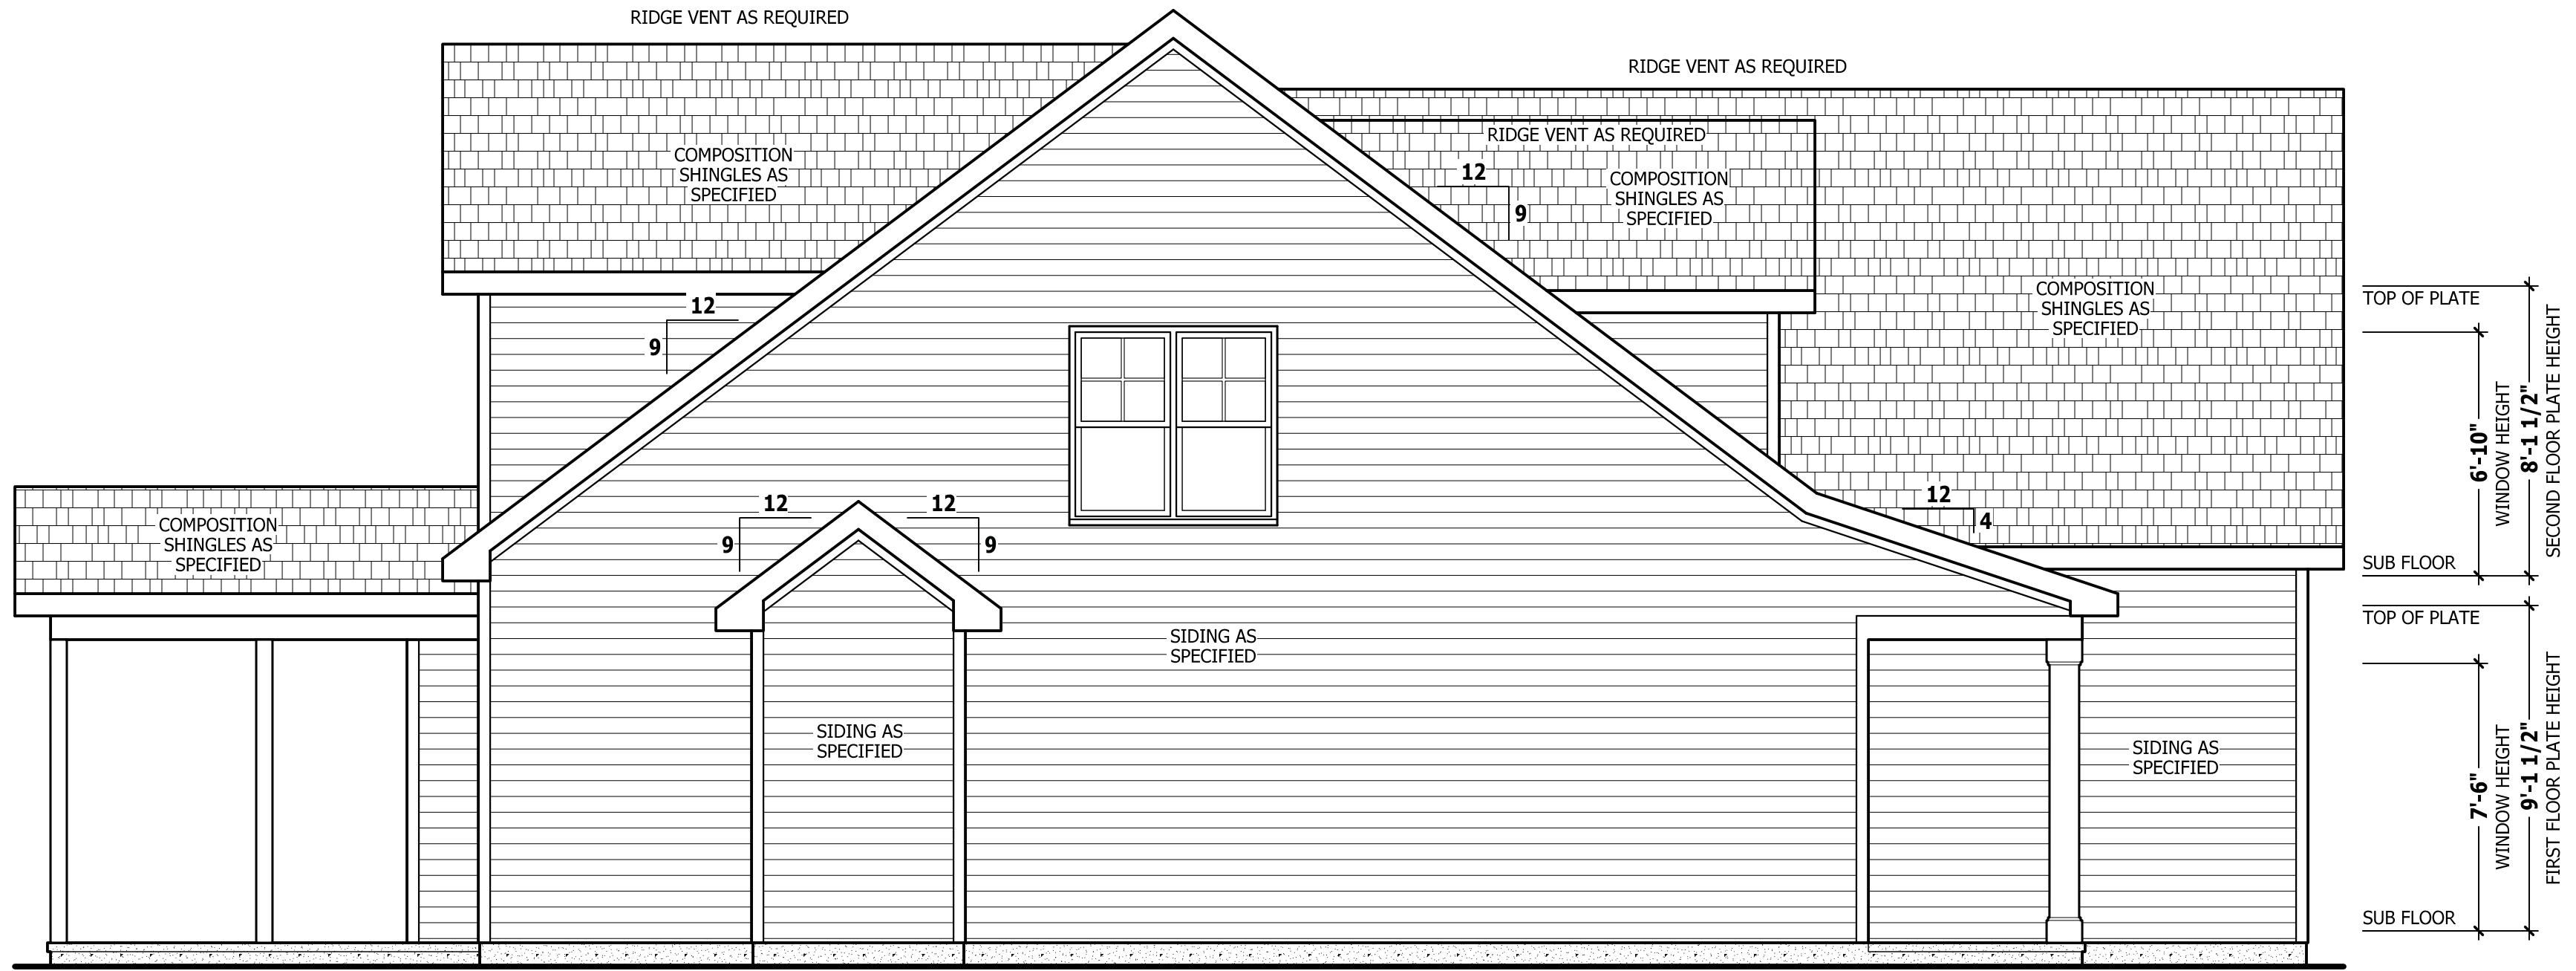 RIDGE VENT AS REQUIRED
RIDGE VENT AS REQUIRED
RIDGE VENT AS REQUIRED
COMPOSITION
SHINGLES AS
SPECIFIED
12
9
COMPOSITION
SHINGLES AS
SPECIFIED
COMPOSITION
SHINGLES AS
SPECIFIED
12
9
12
9
12
9
12
4
COMPOSITION
SHINGLES AS
SPECIFIED
SIDING AS
SPECIFIED
SIDING AS
SPECIFIED
SIDING AS
SPECIFIED
TOP OF PLATE
6'-10"
WINDOW HEIGHT
8'-1 1/2"
SECOND FLOOR PLATE HEIGHT
SUB FLOOR
TOP OF PLATE
7'-6"
WINDOW HEIGHT
9'-1 1/2"
FIRST FLOOR PLATE HEIGHT
SUB FLOOR